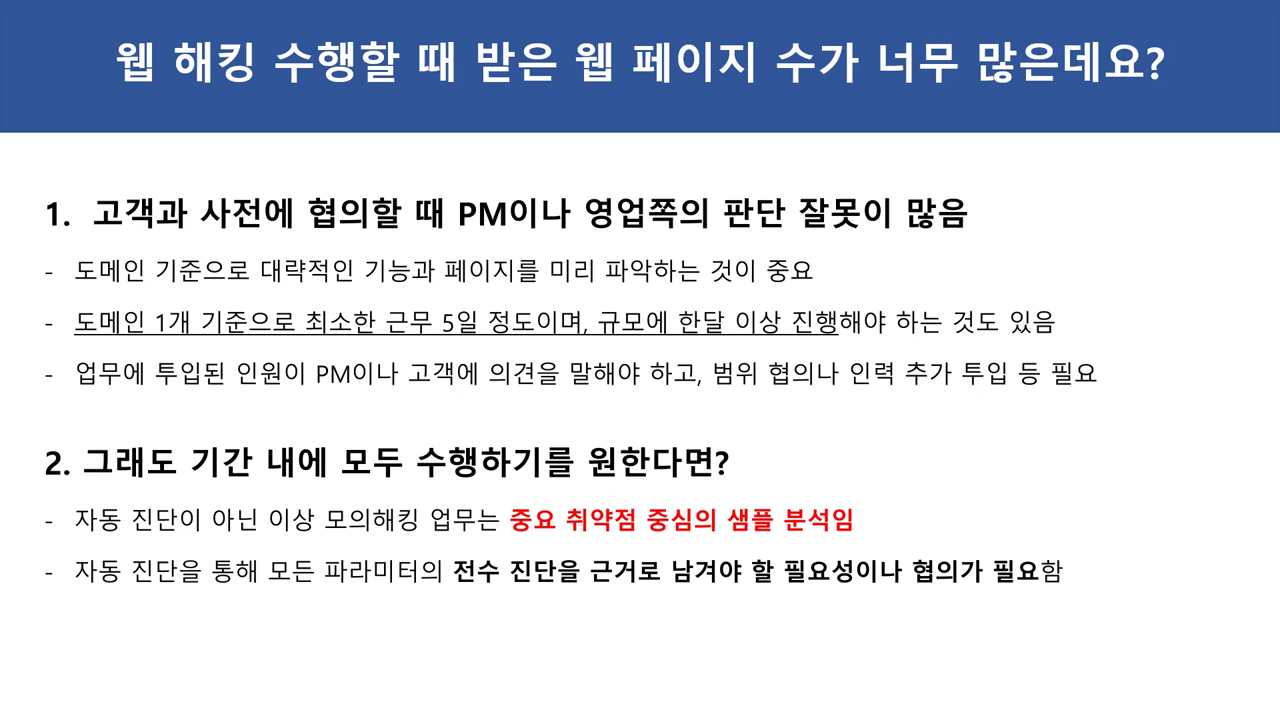 웹 해킹 수행할 때 받은 웹 페이지 수가 너무 많은데요?
1. 고객과 사전에 협의할 때 PM이나 영업쪽의 판단 잘못이 많음
- 도메인 기준으로 대략적인 기능과 페이지를 미리 파악하는 것이 중요
- 도메인 1개 기준으로 최소한 근무 5일 정도이며, 규모에 한달 이상 진행해야 하는 것도 있음
- 업무에 투입된 인원이 PM이나 고객에 의견을 말해야 하고, 범위 협의나 인력 추가 투입 등 필요
2. 그래도 기간 내에 모두 수행하기를 원한다면?
- 자동 진단이 아닌 이상 모의해킹 업무는 중요 취약점 중심의 샘플 분석임
- 자동 진단을 통해 모든 파라미터의 전수 진단을 근거로 남겨야 할 필요성이나 협의가 필요함